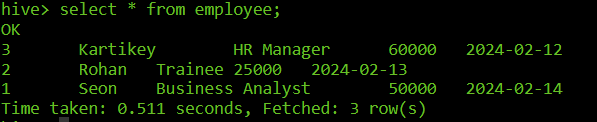 hive> select * from employee;
OK
3 Kartikey HR Manager 60000 2024-02-12
2 Rohan Trainee 25000 2024-02-13
1 Seon Business Analyst 50000 2024-02-14
Time taken: 0.511 seconds, Fetched: 3 row(s)